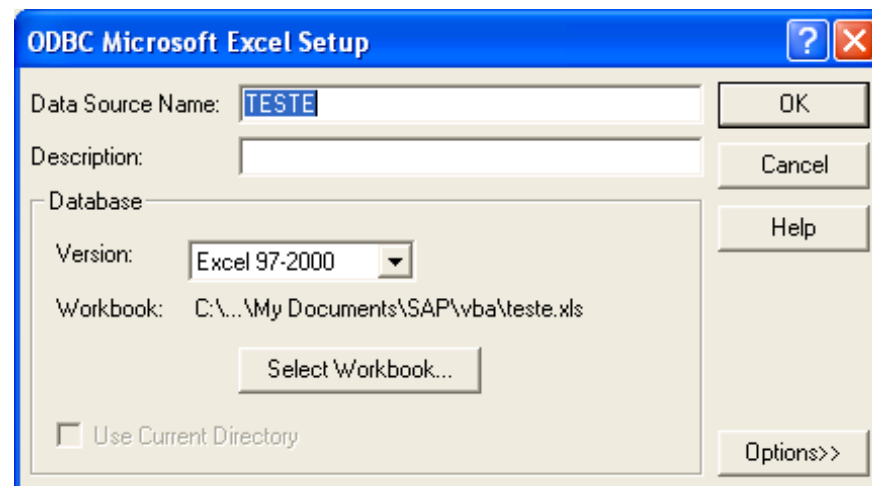 ODBC Microsoft Excel Setup
Data Source Name: TESTE
OK
Description:
Cancel
Database
Help
Version: Excel 97-2000
Workbook: C:\...\My Documents\SAP\vba\teste.xls
Select Workbook...
Use Current Directory
Options>>